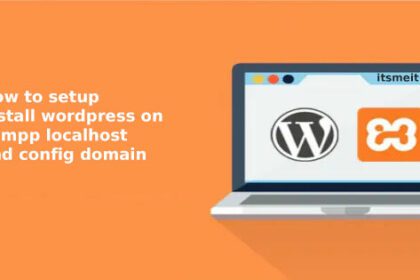 ow to setup
stall wordpress on
mpp localhost
nd config domain
itsmeit